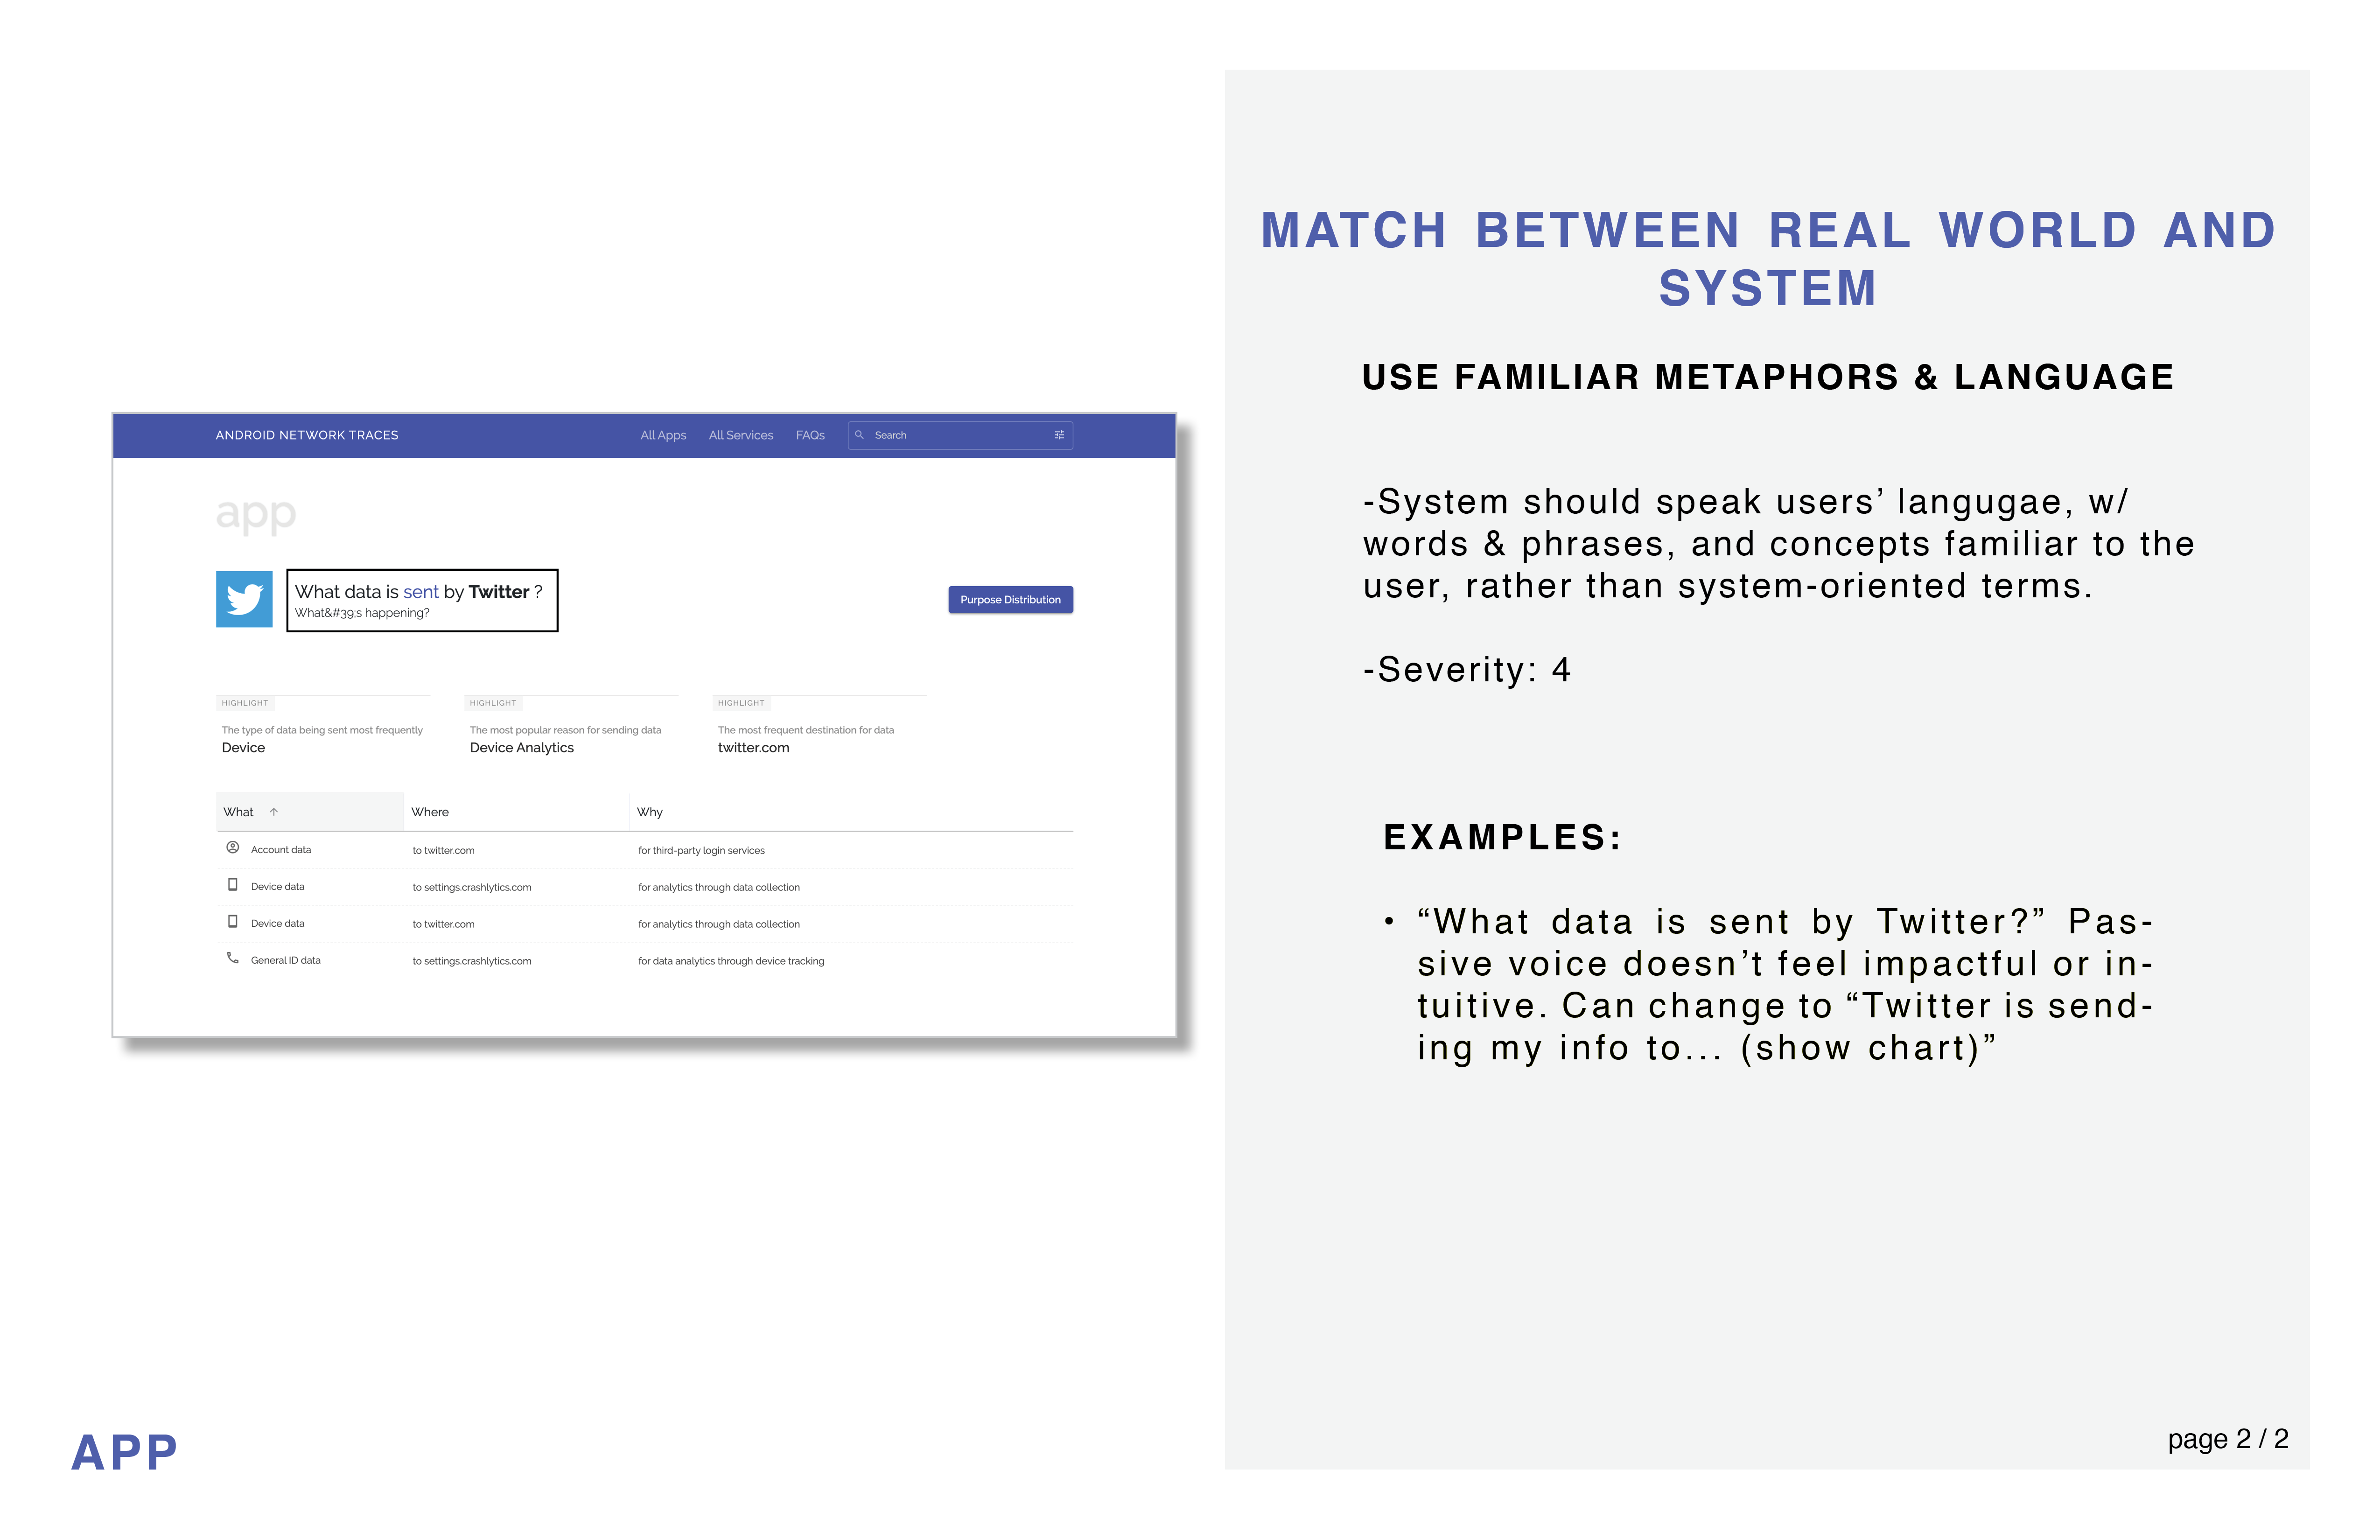 ANDROID NETWORK TRACES All Apps All Services FAQs Search
app
What data is sent by Twitter ?
What&#39;s happening?
Purpose Distribution
HIGHLIGHT HIGHLIGHT HIGHLIGHT
The type of data being sent most frequently The most popular reason for sending data The most frequent destination for data
Device Device Analytics twitter.com
What Where Why
Account data to twitter.com for third-party login services
Device data to settings.crashlytics.com for analytics through data collection
Device data to twitter.com for analytics through data collection
General ID data to settings.crashlytics.com for data analytics through device tracking
APP
MATCH BETWEEN REAL WORLD AND
SYSTEM
USE FAMILIAR METAPHORS & LANGUAGE
-System should speak users’ langugae, w/
words & phrases, and concepts familiar to the
user, rather than system-oriented terms.
-Severity: 4
EXAMPLES:
• “What data is sent by Twitter?” Pas-
sive voice doesn’t feel impactful or in-
tuitive. Can change to “Twitter is send-
ing my info to... (show chart)”
page 2 / 2